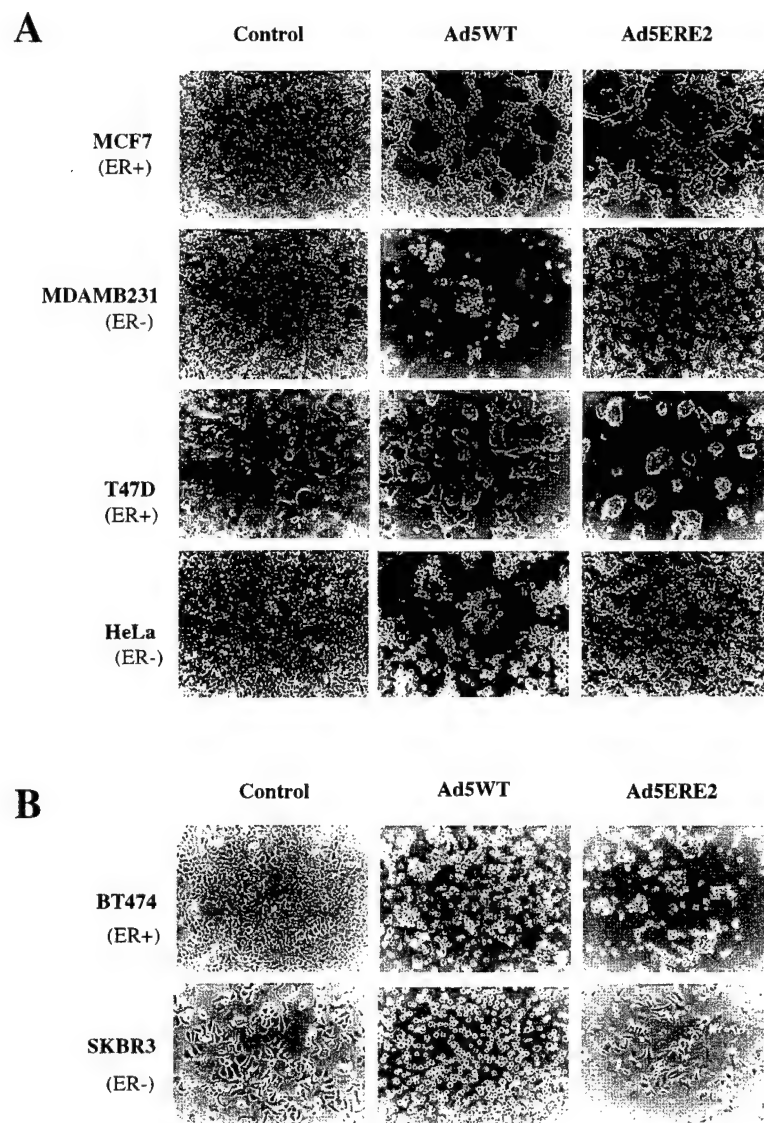 A
Control Ad5WT Ad5ERE2
MCF7
(ER+)
MDAMB231
(ER-)
T47D
(ER+)
HeLa
(ER-)
B
Control Ad5WT Ad5ERE2
BT474
(ER+)
SKBR3
(ER-)